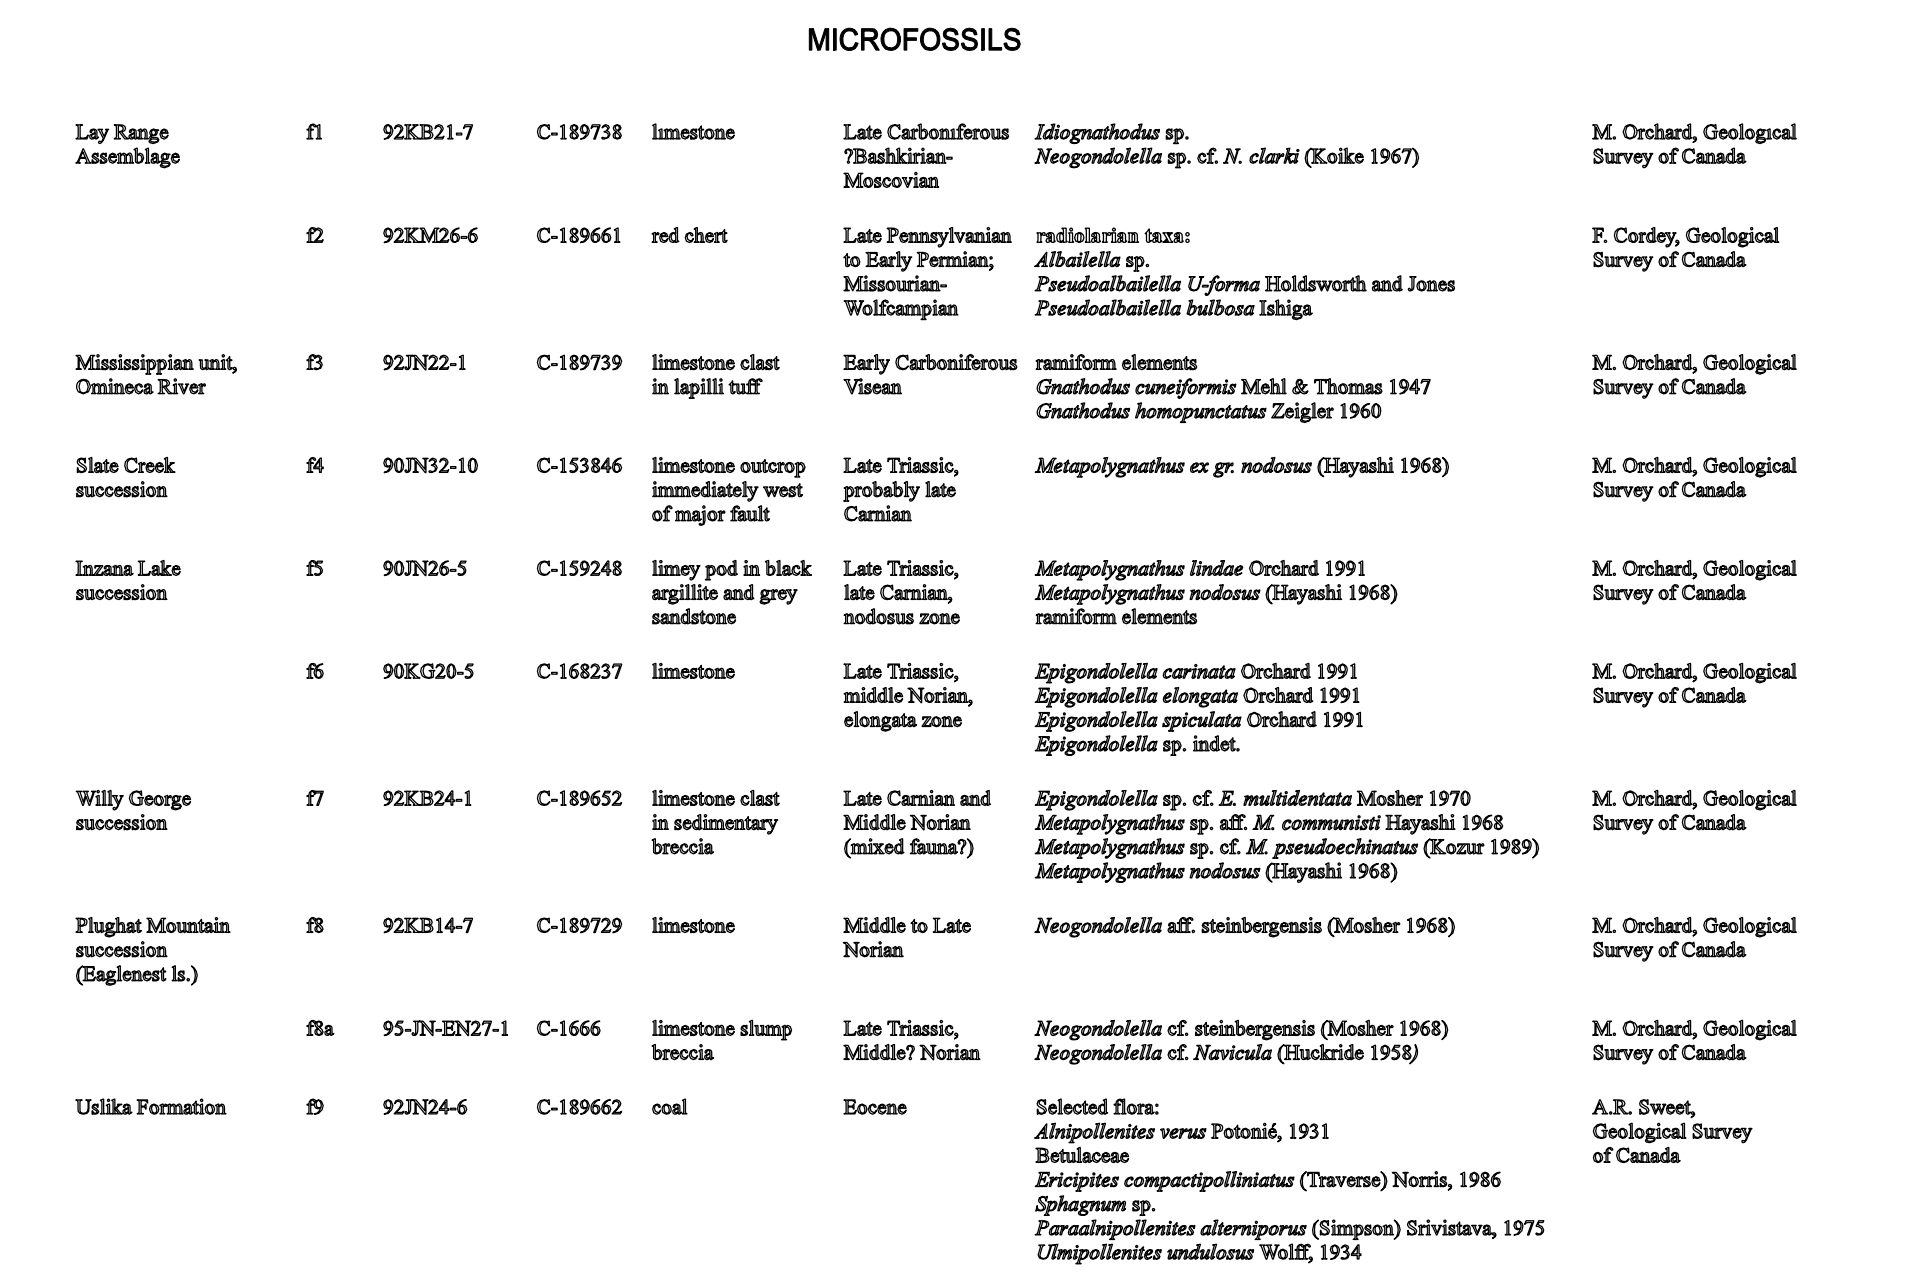 MICROFOSSILS
Lay Range f1 92KB21-7 C-189738 limestone Late Carboniferous Idiognathodus sp. M. Orchard, Geological
Assemblage ?Bashkirian- Neogondolella sp. cf. N. clarki (Koike 1967) Survey of Canada
Moscovian
f2 92KM26-6 C-189661 red chert Late Pennsylvanian radiolariam taxa: F. Cordey, Geological
to Early Permian; Albailella sp. Survey of Canada
Missourian- Pseudoalbailella U-forma Holdsworth and Jones
Wolfcampian Pseudoalbailella bulbosa Ishiga
Mississippian unit, f3 92JN22-1 C-189739 limestone clast Early Carboniferous ramiform elements M. Orchard, Geological
Omineca River in lapilli tuff Visean Gnathodus cuneiformis Mehl & Thomas 1947 Survey of Canada
Gnathodus homopunctatus Zeigler 1960
Slate Creek f4 90JN32-10 C-153846 limestone outcrop Late Triassic, Metapolygnathus ex gr. nodosus (Hayashi 1968) M. Orchard, Geological
succession immediately west probably late Survey of Canada
of major fault Carnian
Inzana Lake f5 90JN26-5 C-159248 limey pod in black Late Triassic, Metapolygnathus lindae Orchard 1991 M. Orchard, Geological
succession argillite and grey late Carnian, Metapolygnathus nodosus (Hayashi 1968) Survey of Canada
sandstone nodosus zone ramiform elements
f6 90KG20-5 C-168237 limestone Late Triassic, Epigondolella carinata Orchard 1991 M. Orchard, Geological
middle Norian, Epigondolella elongata Orchard 1991 Survey of Canada
elongata zone Epigondolella spiculata Orchard 1991
Epigondolella sp. indet.
Willy George f7 92KB24-1 C-189652 limestone clast Late Carnian and Epigondolella sp. cf. E. multidentata Mosher 1970 M. Orchard, Geological
succession in sedimentary Middle Norian Metapolygnathus sp. aff. M. communisti Hayashi 1968 Survey of Canada
breccia (mixed fauna?) Metapolygnathus sp. cf. M. pseudoechinatus (Kozur 1989)
Metapolygnathus nodosus (Hayashi 1968)
Plughat Mountain f8 92KB14-7 C-189729 limestone Middle to Late Neogondolella aff. steinbergensis (Mosher 1968) M. Orchard, Geological
succession Norian Survey of Canada
(Eaglenest ls.)
f8a 95-JN-EN27-1 C-1666 limestone slump Late Triassic, Neogondolella cf. steinbergensis (Mosher 1968) M. Orchard, Geological
breccia Middle? Norian Neogondolella cf. Navicula (Huckride 1958) Survey of Canada
Uslika Formation f9 92JN24-6 C-189662 coal Eocene Selected flora: A.R. Sweet,
Alnipollenites verus Potonié, 1931 Geological Survey
Betulaceae of Canada
Ericipites compactipolliniatus (Traverse) Norris, 1986
Sphagnum sp.
Paraalnipollenites alterniporus (Simpson) Srivistava, 1975
Ulmipollenites undulosus Wolff, 1934